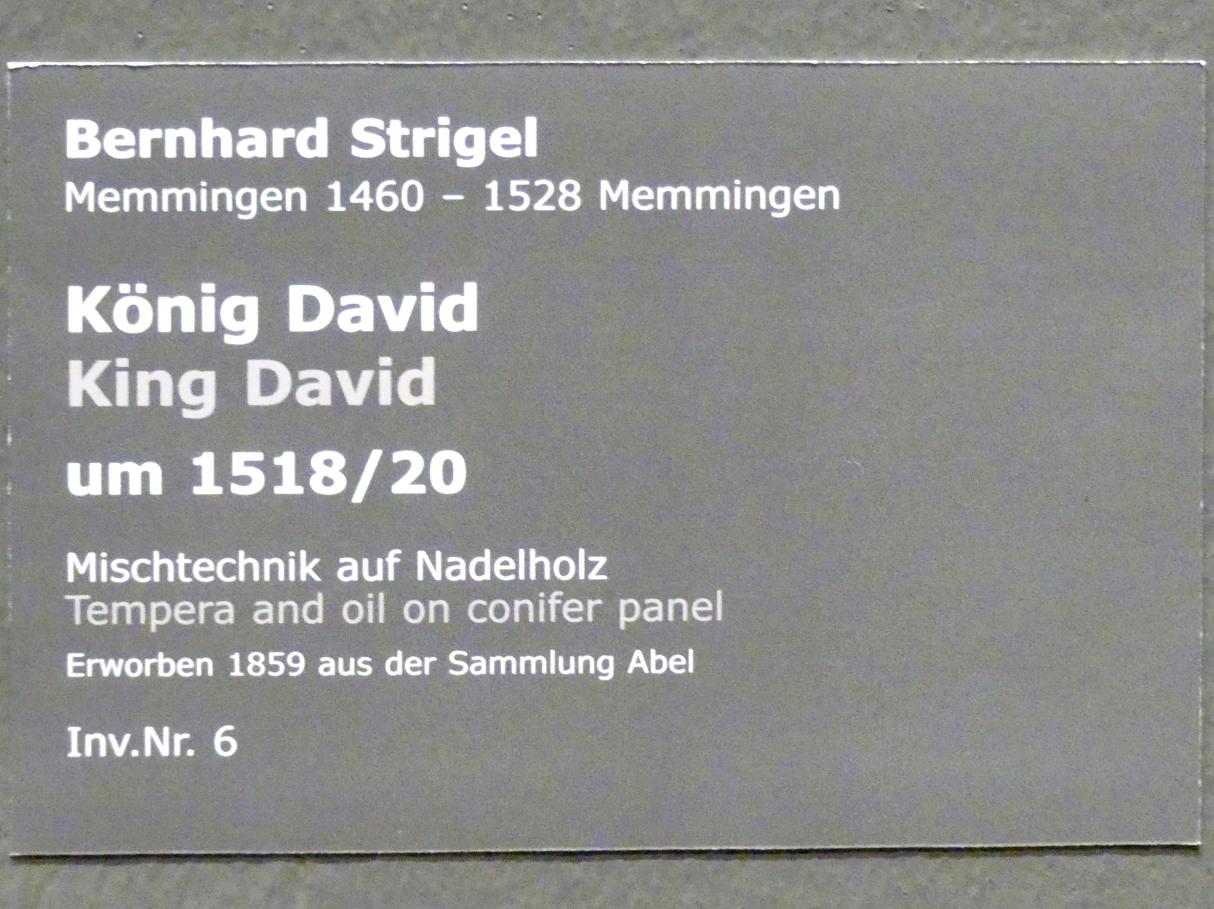 Bernhard Strigel
Memmingen 1460 – 1528 Memmingen
König David
King David
um 1518/20
Mischtechnik auf Nadelholz
Tempera and oil on conifer panel
Erworben 1859 aus der Sammlung Abel
Inv.Nr. 6